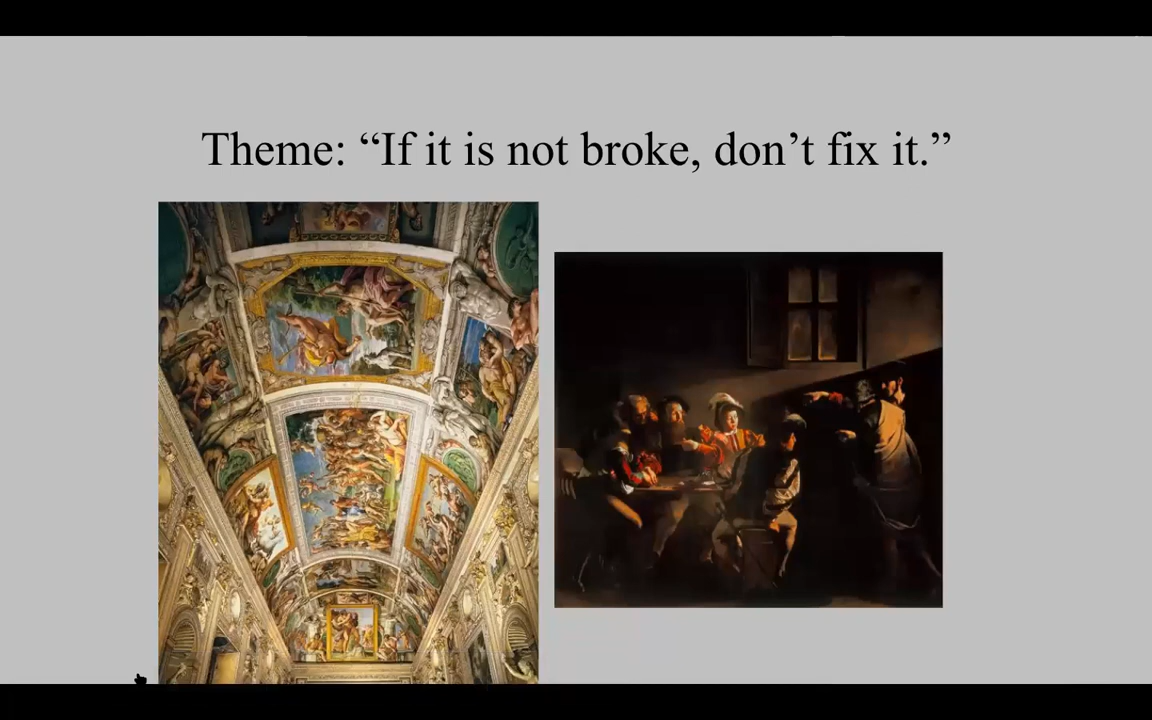 Theme: “If it is not broke, don’t fix it.”